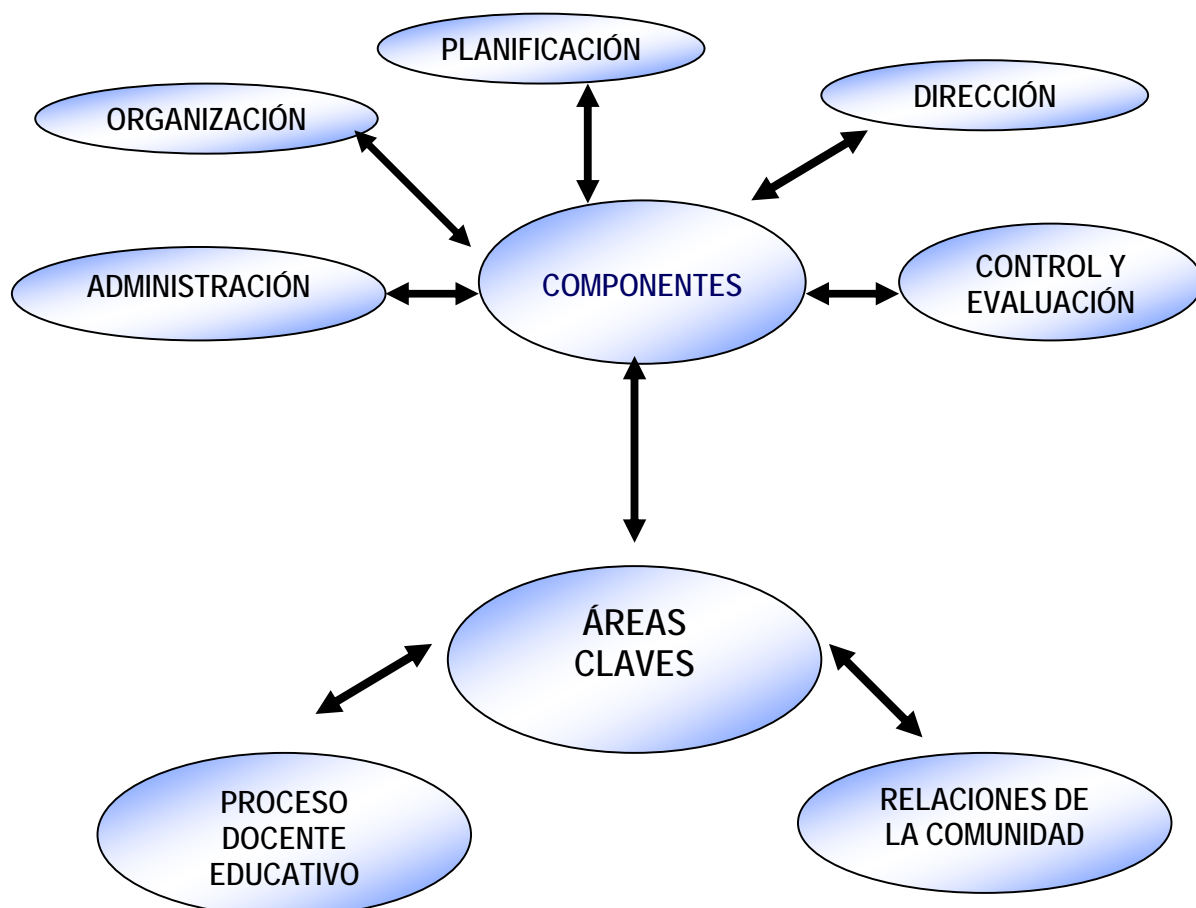 PLANIFICACIÓN
ORGANIZACIÓN
DIRECCIÓN
ADMINISTRACIÓN
COMPONENTES
CONTROL Y
EVALUACIÓN
ÁREAS
CLAVES
PROCESO
DOCENTE
EDUCATIVO
RELACIONES DE
LA COMUNIDAD